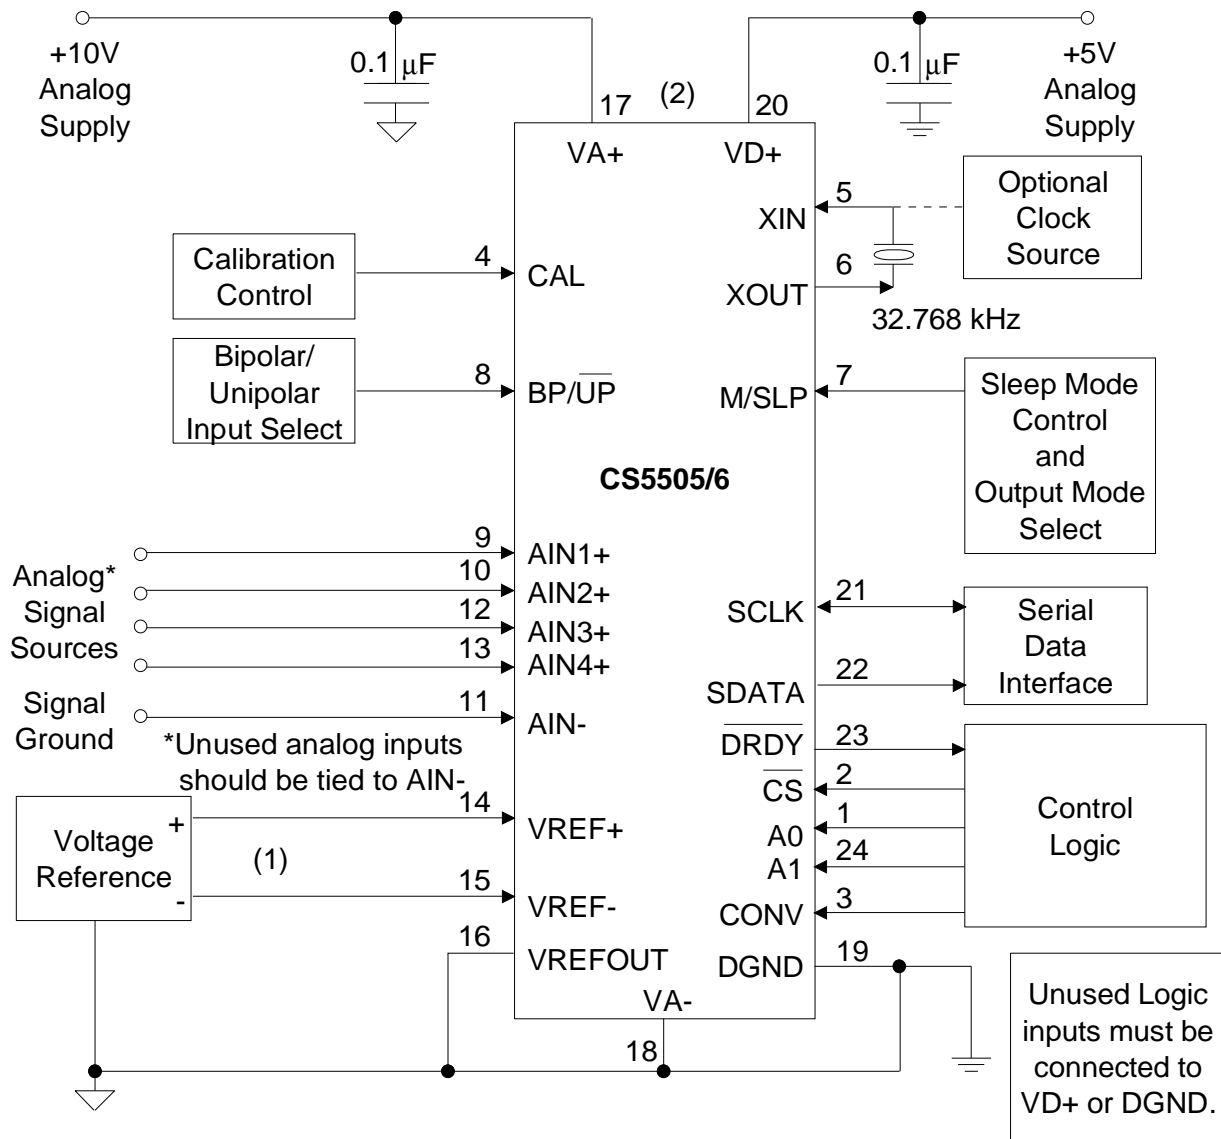 +10V
Analog
Supply
0.1 µF
17
(2)
20
0.1 µF
+5V
Analog
Supply
VA+
VD+
5
XIN
Optional
Clock
Source
6
XOUT
32.768 kHz
Calibration
Control
4
CAL
Bipolar/
Unipolar
Input Select
8
BP/UP
7
M/SLP
Sleep Mode
Control
and
Output Mode
Select
CS5505/6
Analog*
Signal
Sources
9
AIN1+
10
AIN2+
12
AIN3+
13
AIN4+
Signal
Ground
11
AIN-
*Unused analog inputs
should be tied to AIN-
21
SCLK
22
SDATA
Serial
Data
Interface
23
DRDY
2
CS
1
A0
24
A1
3
CONV
Control
Logic
Voltage
Reference
+
-
(1)
14
VREF+
15
VREF-
16
VREFOUT
19
DGND
VA-
18
Unused Logic
inputs must be
connected to
VD+ or DGND.